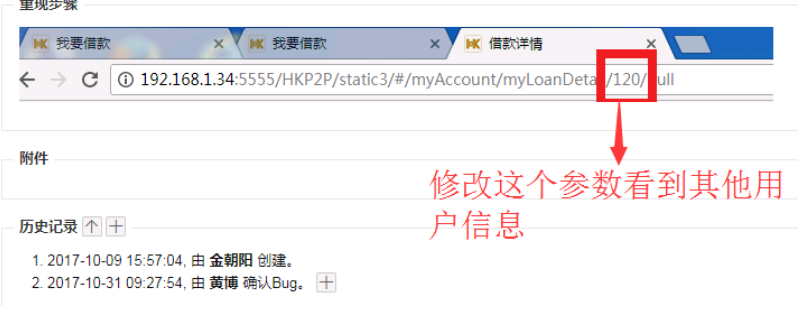 重现步骤
我要借款 × 我要借款 × 借款详情 ×
192.168.1.34:5555/HKP2P/static3/#/myAccount/myLoanDeta /120/ ull
修改这个参数看到其他用
户信息
附件
历史记录
1. 2017-10-09 15:57:04, 由 金朝阳 创建。
2. 2017-10-31 09:27:54, 由 黄博 确认Bug。